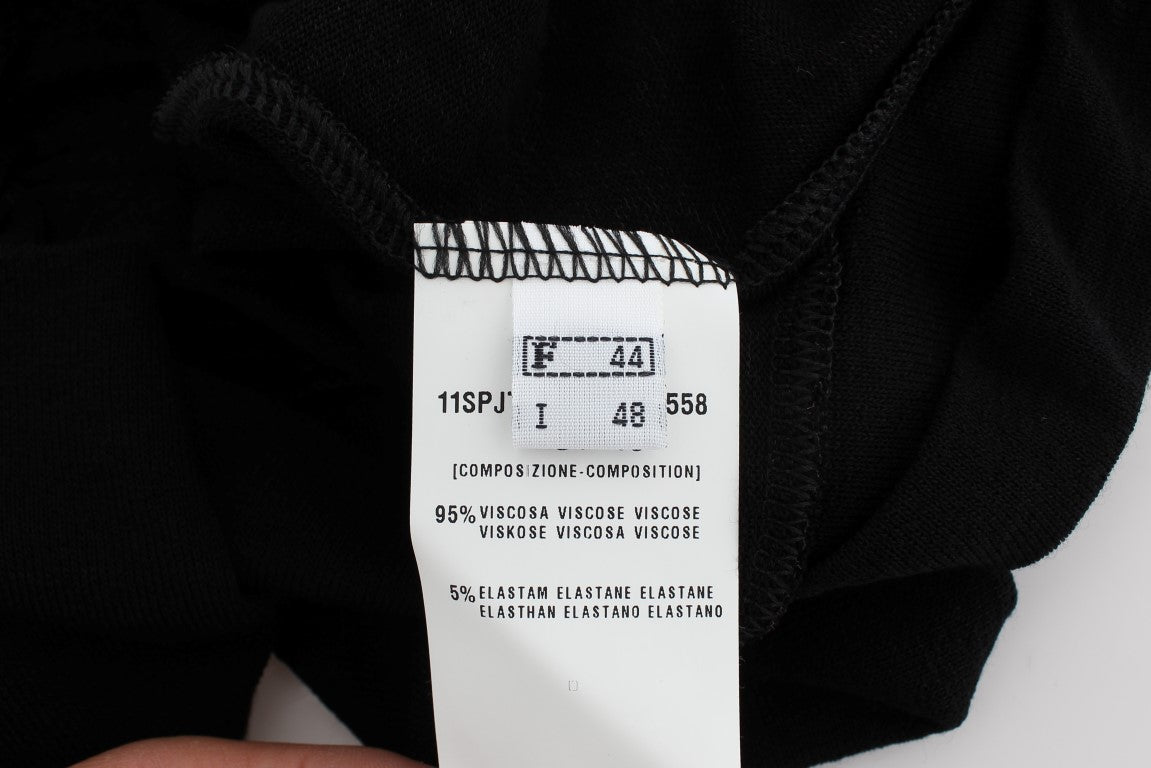 F 44
11SPJ 558
I 48
[COMPOSIZIONE-COMPOSITION]
95% VISCOSA VISCOSE VISCOSE
VISKOSE VISCOSA VISCOSE
5% ELASTAM ELASTANE ELASTANE
ELASTHAN ELASTANO ELASTANO